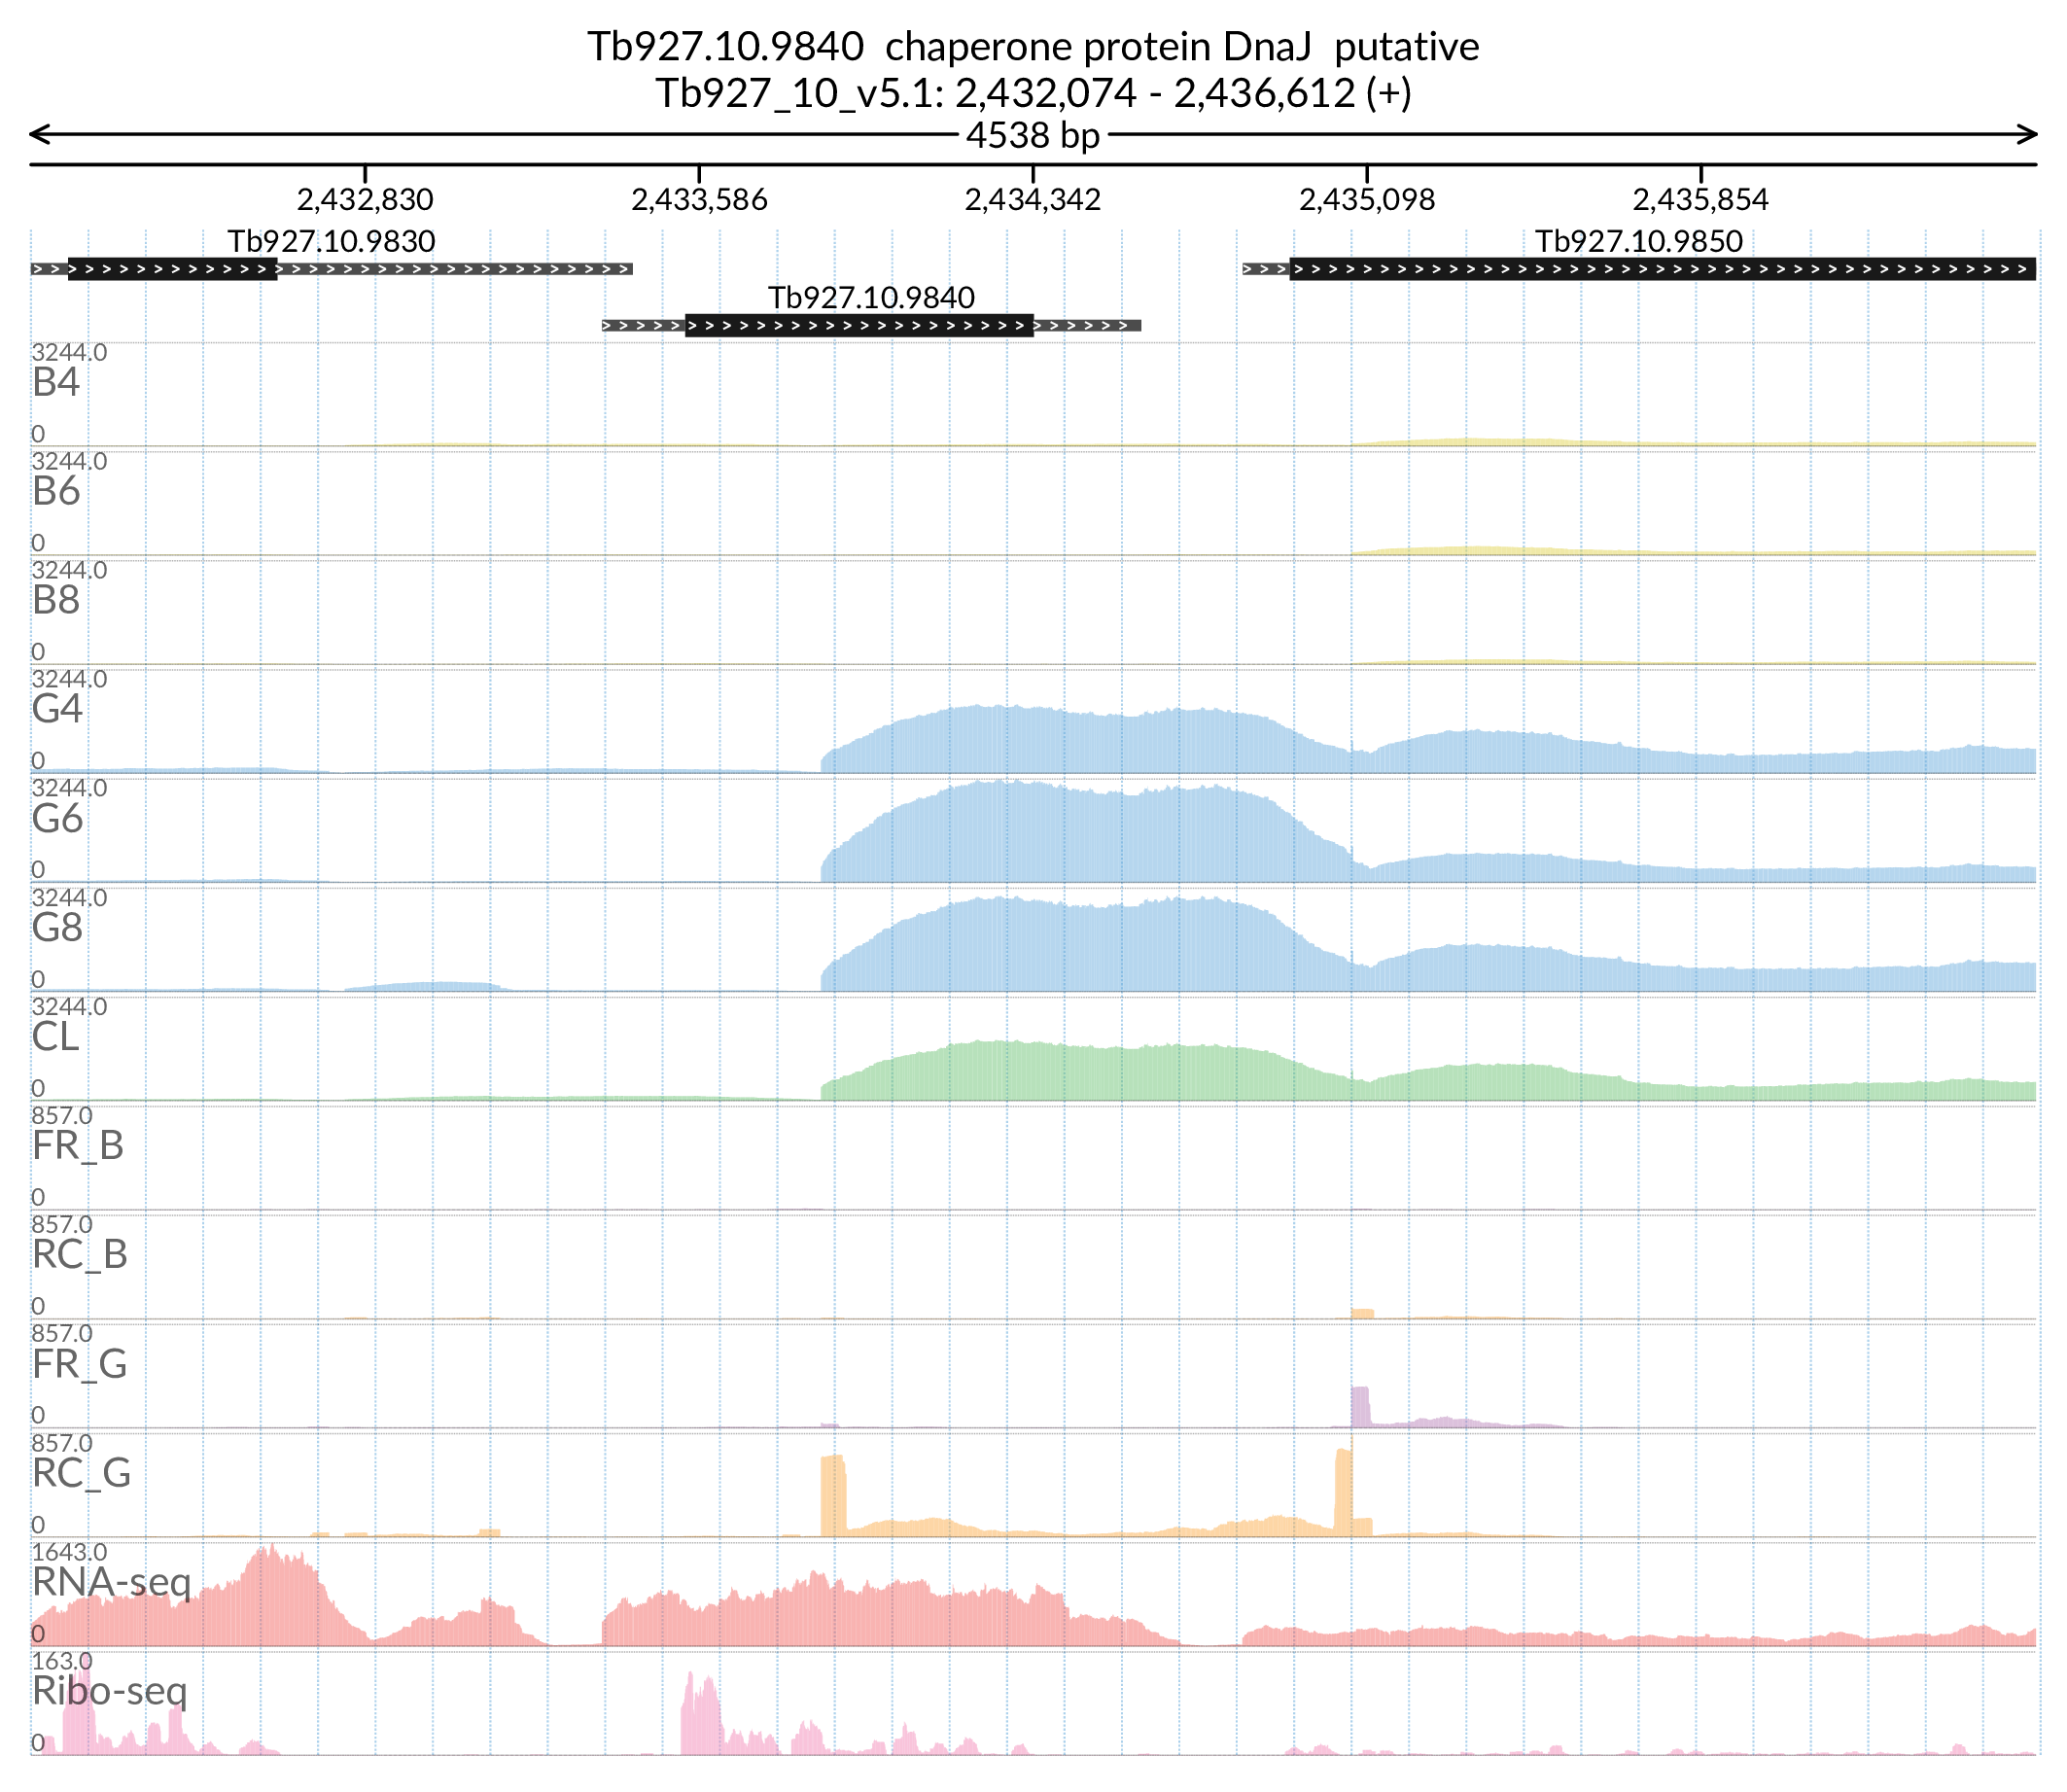 Tb927.10.9840  chaperone protein DnaJ  putative
Tb927_10_v5.1: 2,432,074 - 2,436,612 (+)
4538 bp
2,432,830 2,433,586 2,434,342 2,435,098 2,435,854
Tb927.10.9830 Tb927.10.9850
Tb927.10.9840
3244.0
B4
0
3244.0
B6
0
3244.0
B8
0
3244.0
G4
0
3244.0
G6
0
3244.0
G8
0
3244.0
CL
0
857.0
FR_B
0
857.0
RC_B
0
857.0
FR_G
0
857.0
RC_G
0
1643.0
RNA-seq
0
163.0
Ribo-seq
0